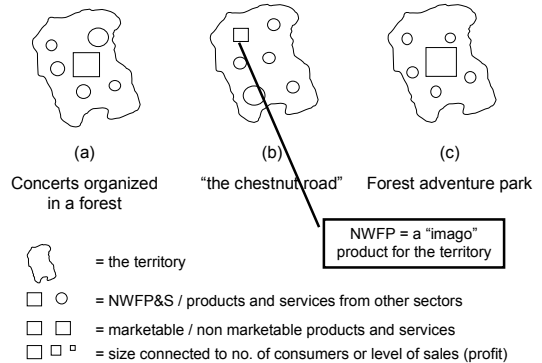 (a)
(b)
(c)
Concerts organized
in a forest
"the chestnut road"
Forest adventure park
NWFP = a "imago"
product for the territory
= the territory
= NWFP&S / products and services from other sectors
= marketable / non marketable products and services
= size connected to no. of consumers or level of sales (profit)